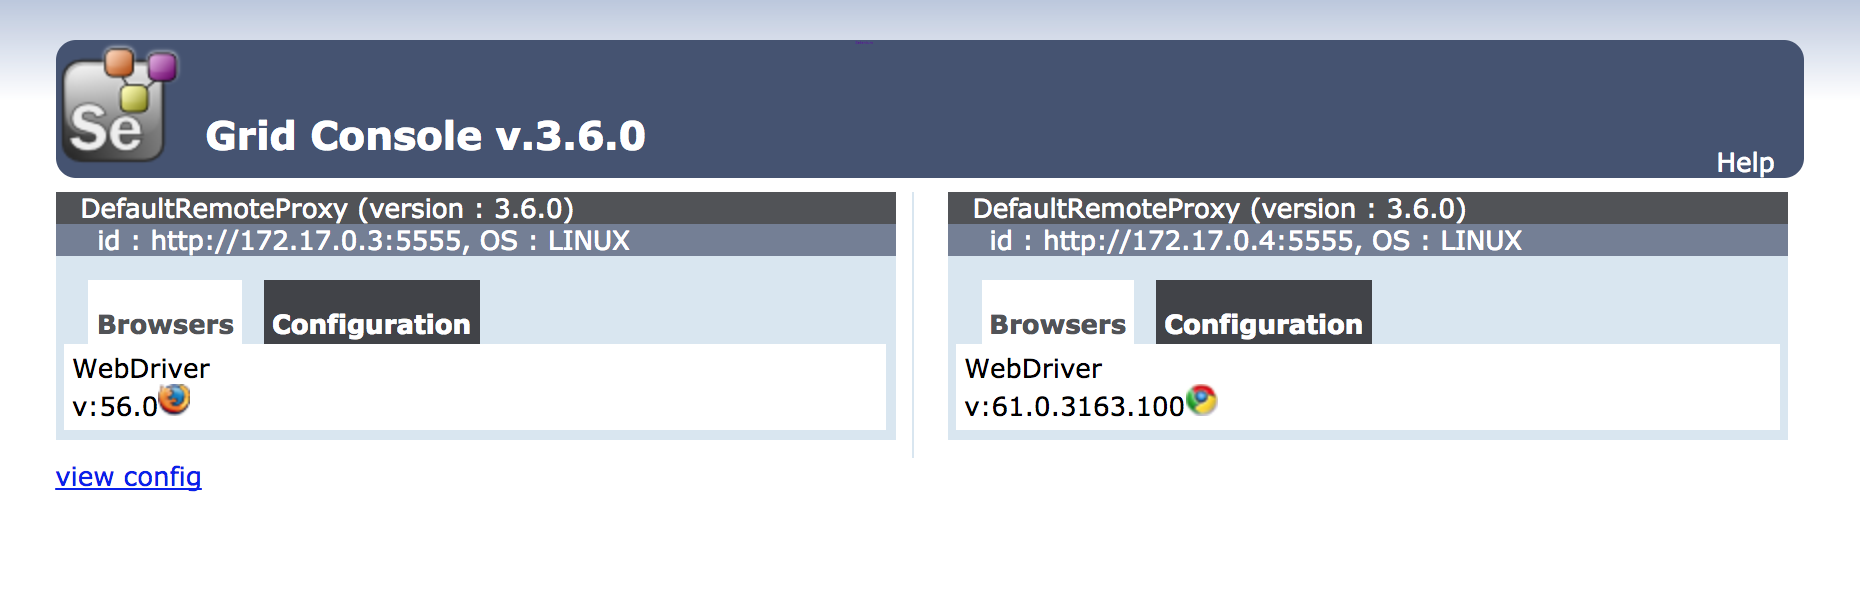 Se
Grid Console v.3.6.0
Help
DefaultRemoteProxy (version : 3.6.0)
id : http://172.17.0.3:5555, OS : LINUX
Browsers Configuration
WebDriver
v:56.0
DefaultRemoteProxy (version : 3.6.0)
id : http://172.17.0.4:5555, OS : LINUX
Browsers Configuration
WebDriver
v:61.0.3163.100
view config